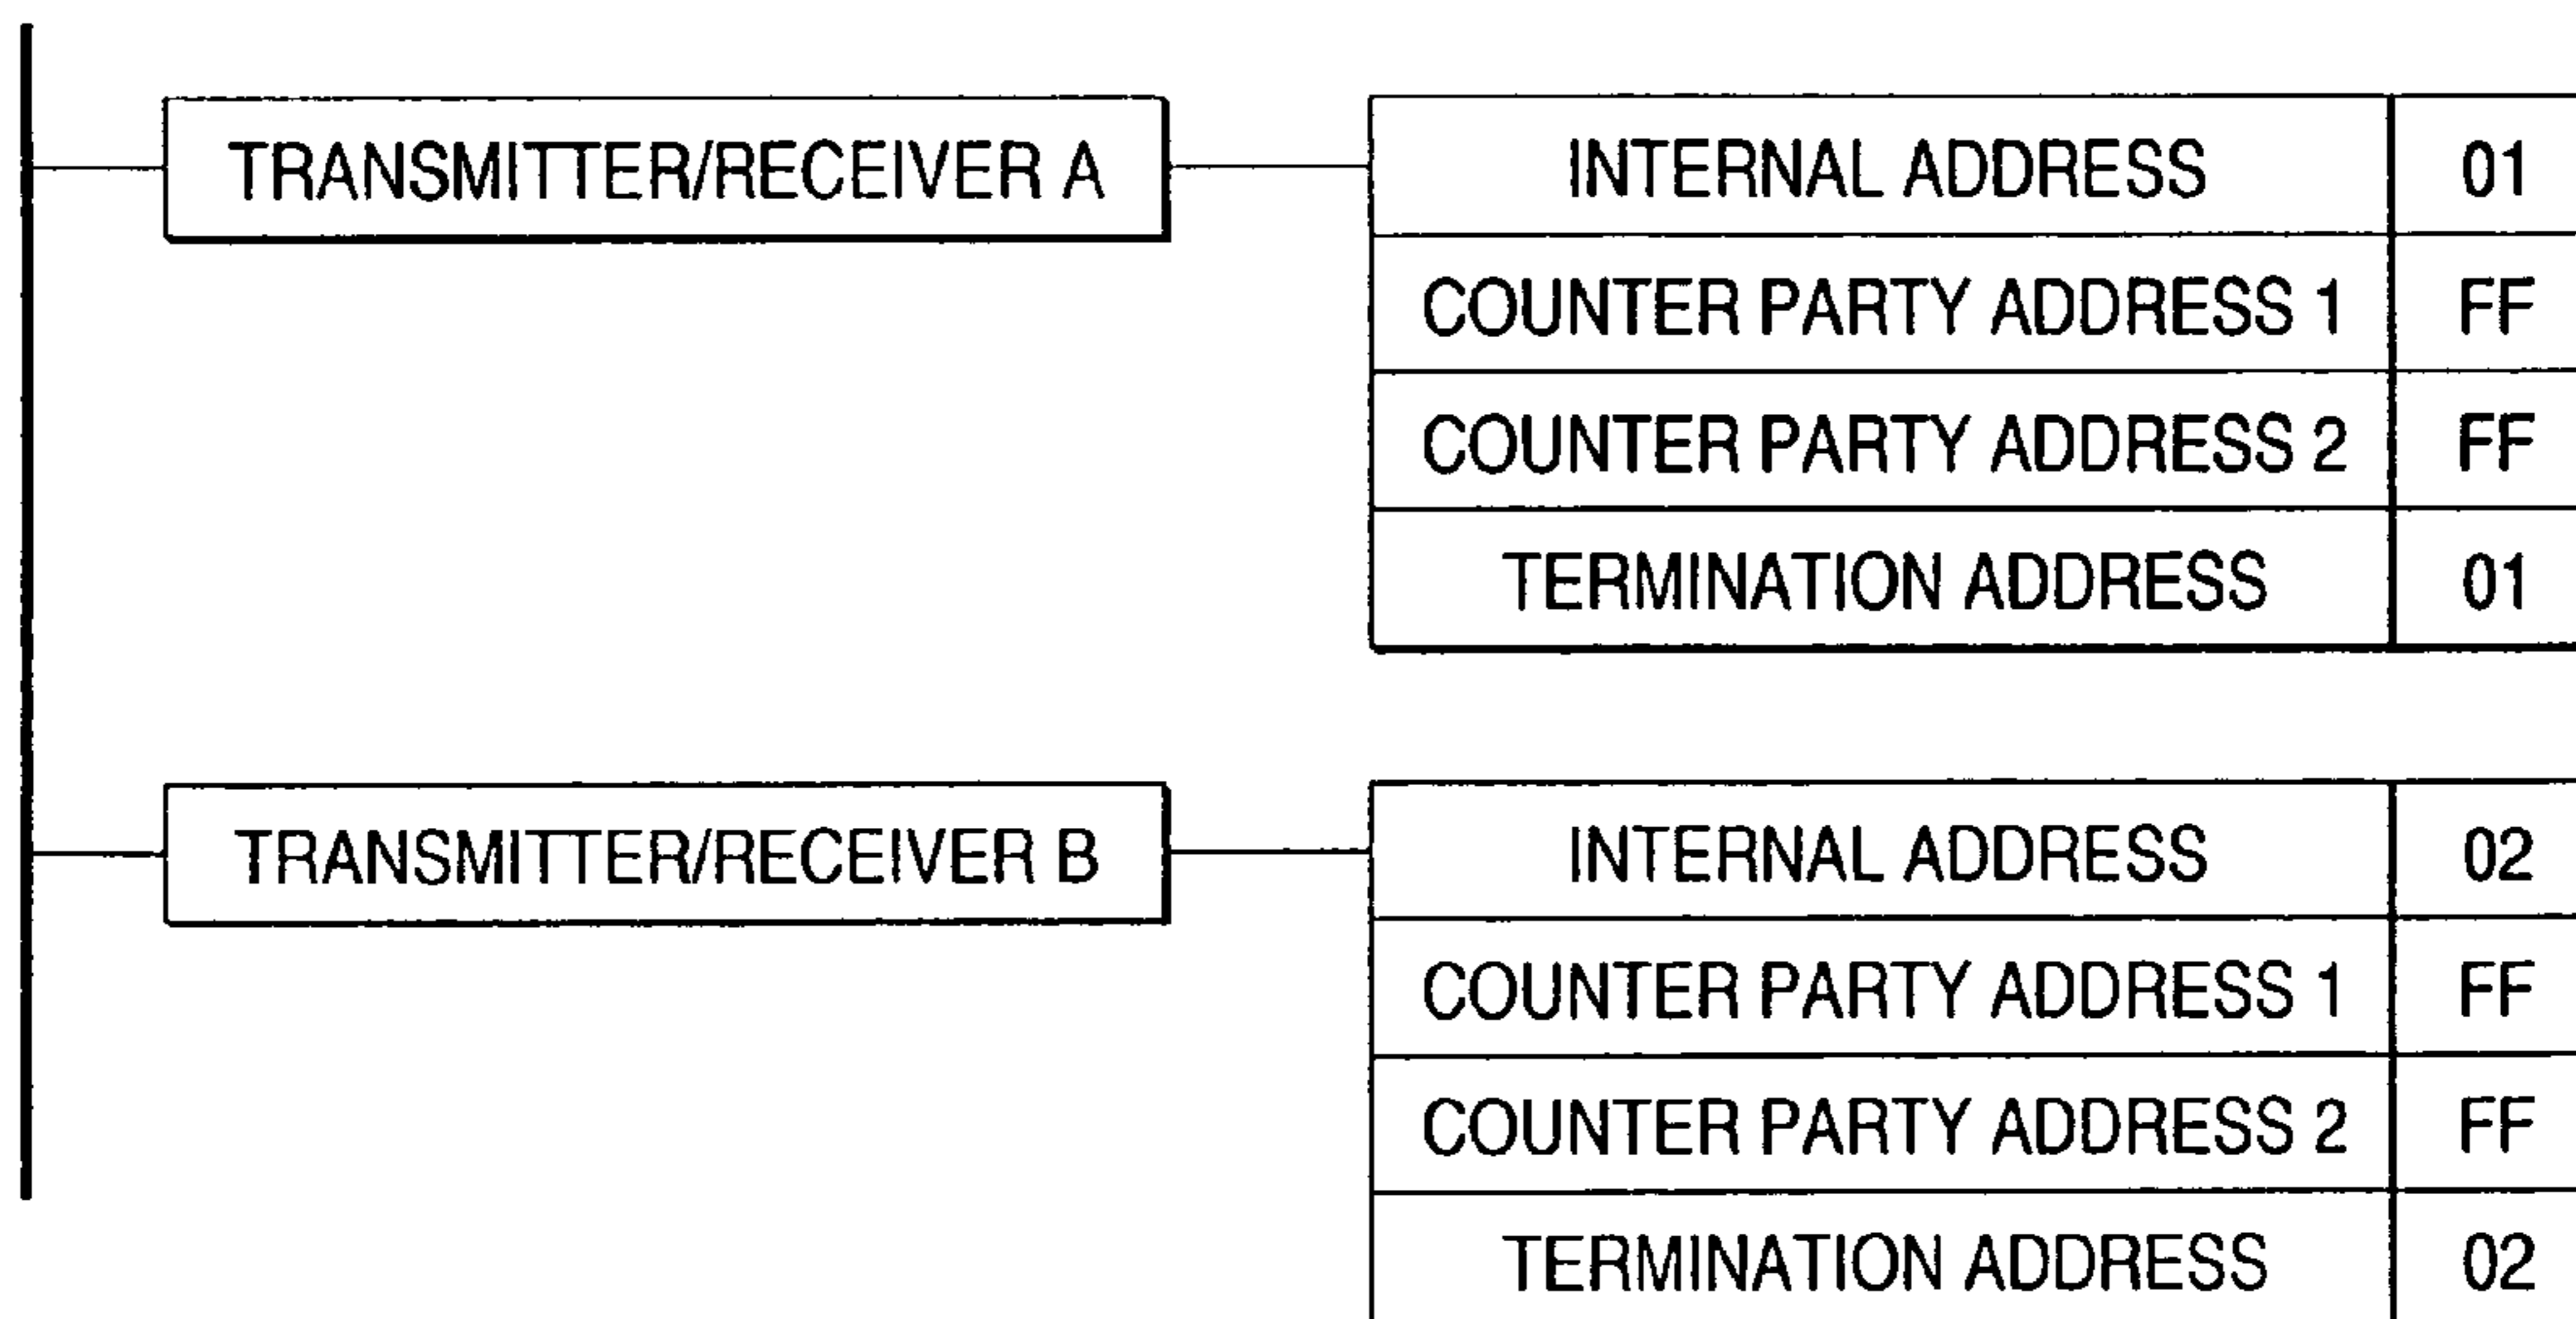 TRANSMITTER/RECEIVER A
INTERNAL ADDRESS 01
COUNTER PARTY ADDRESS 1 FF
COUNTER PARTY ADDRESS 2 FF
TERMINATION ADDRESS 01
TRANSMITTER/RECEIVER B
INTERNAL ADDRESS 02
COUNTER PARTY ADDRESS 1 FF
COUNTER PARTY ADDRESS 2 FF
TERMINATION ADDRESS 02